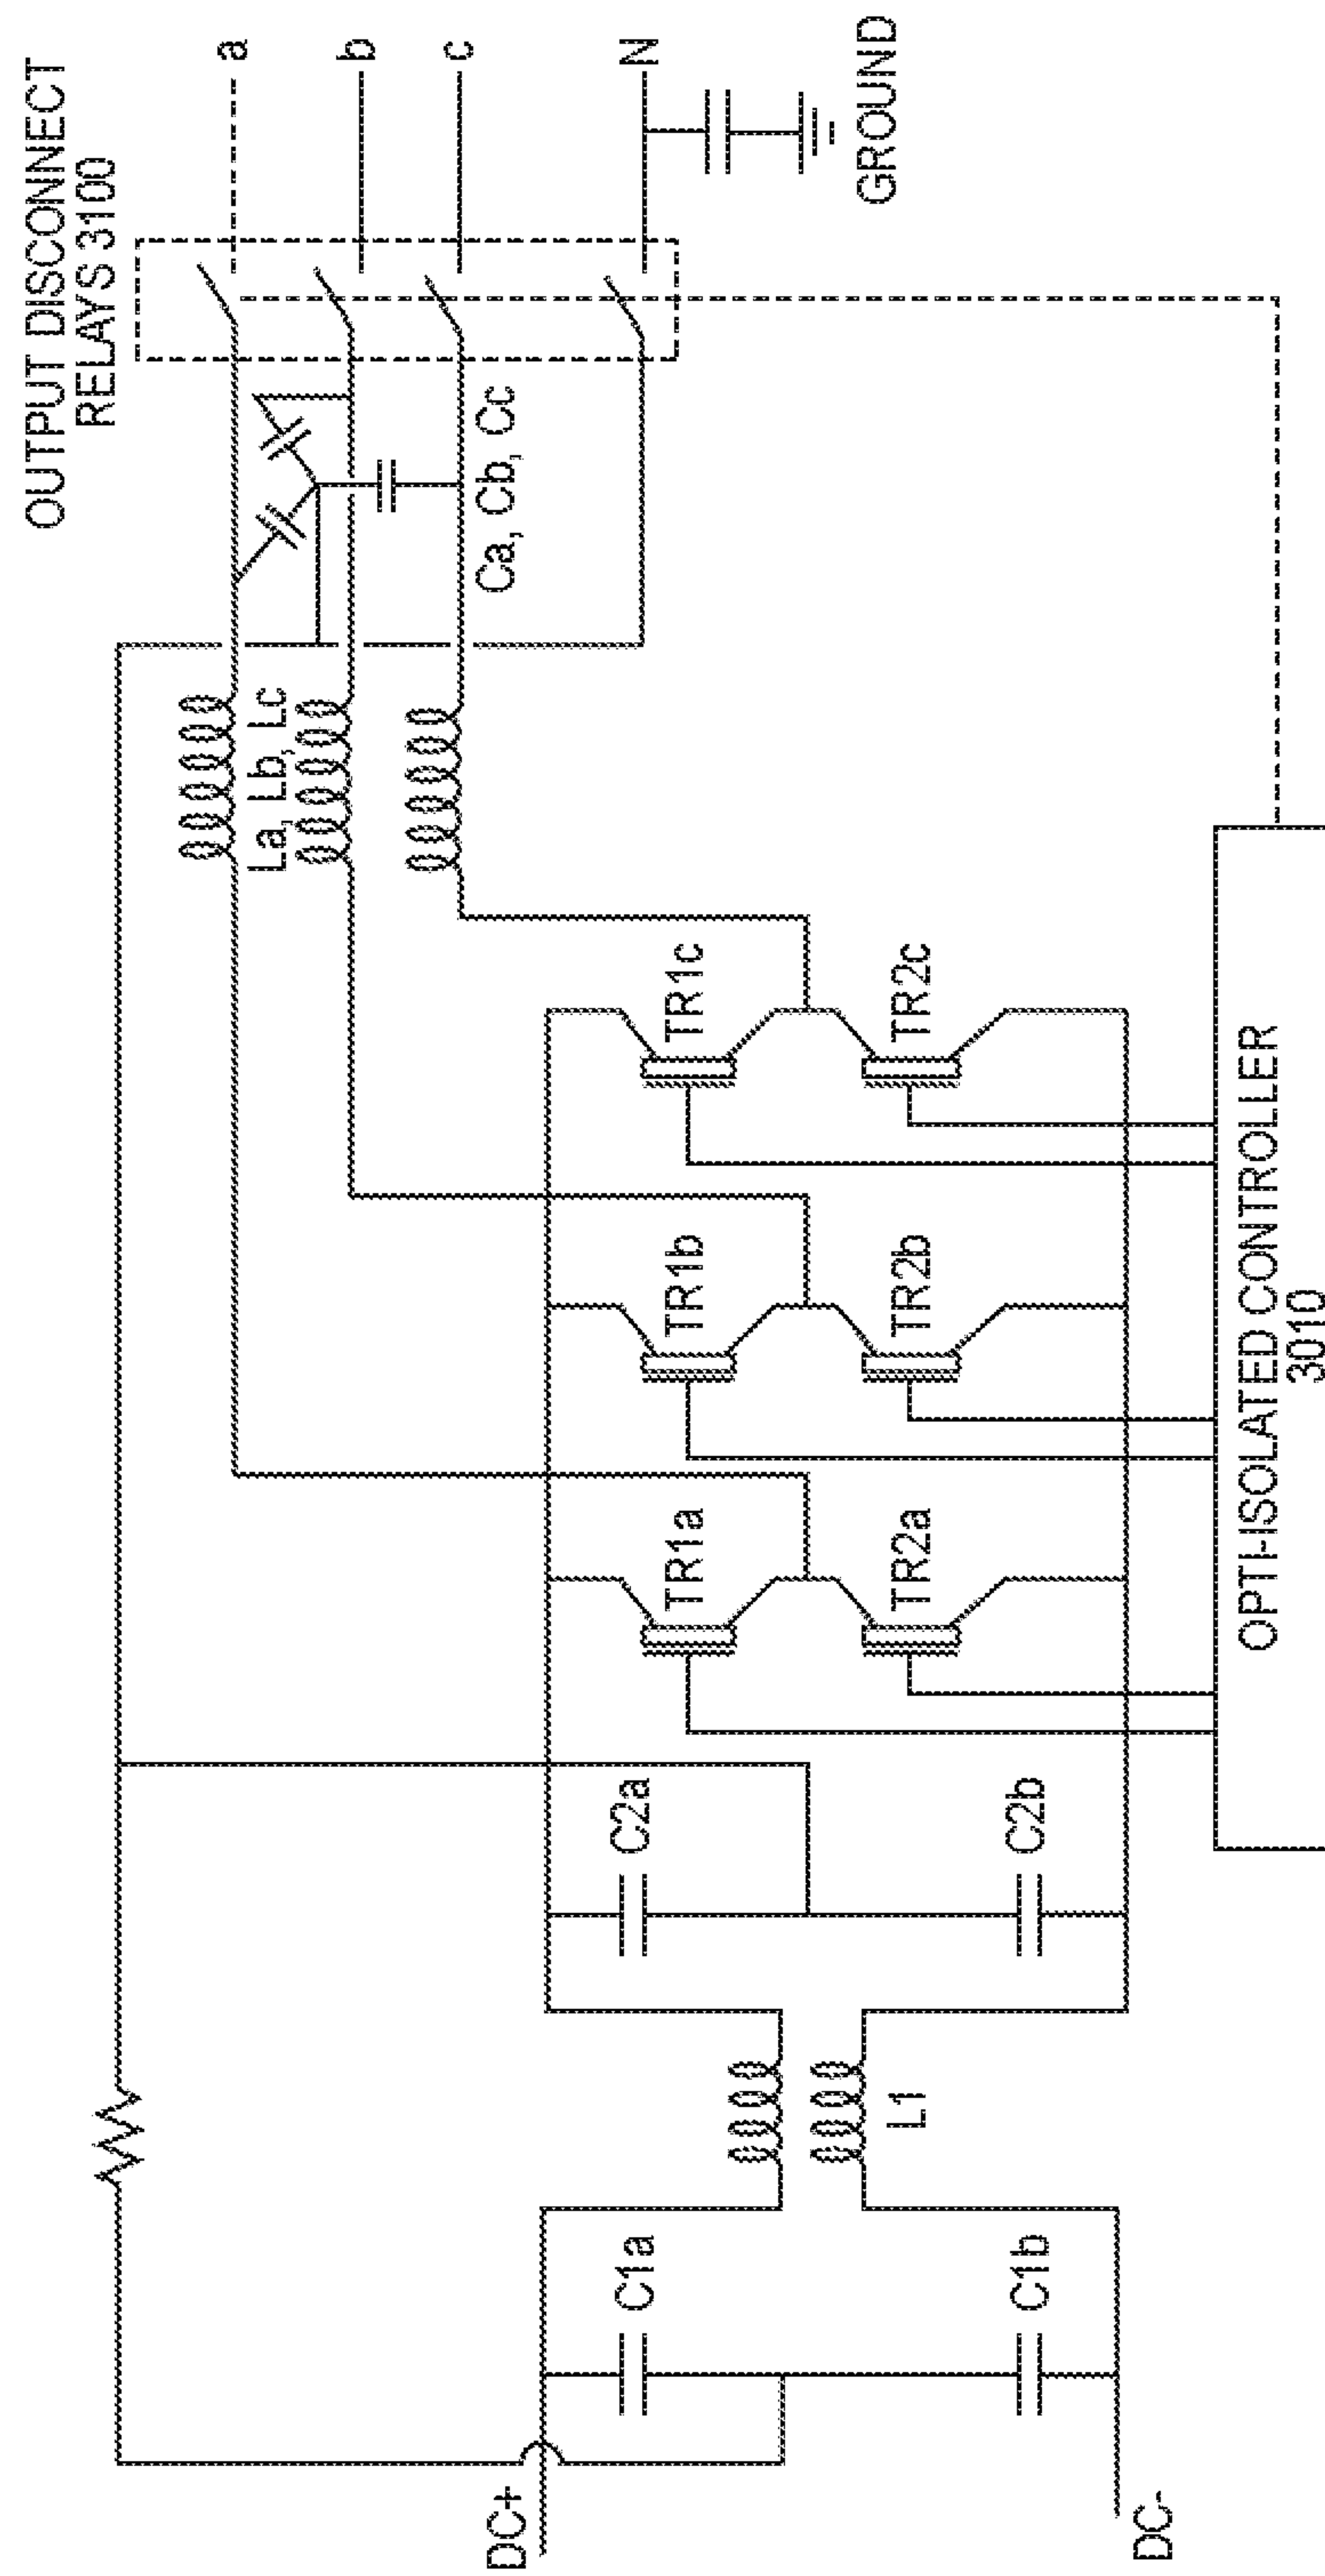 OUTPUT DISCONNECT
RELAYS 3100
a
b
c
N
GROUND
Ca, Cb, Cc
La, Lb, Lc
TR1a
TR1b
TR1c
TR2a
TR2b
TR2c
C2a
C2b
L1
C1a
C1b
DC+
DC-
OPTI-ISOLATED CONTROLLER
3010